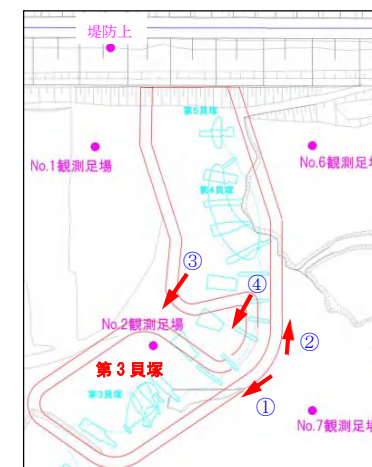 堤防上
第5貝塚
No.1観測足場
No.6観測足場
第4貝塚
③
④
No.2観測足場
②
第3貝塚
第3貝塚
①
No.7観測足場